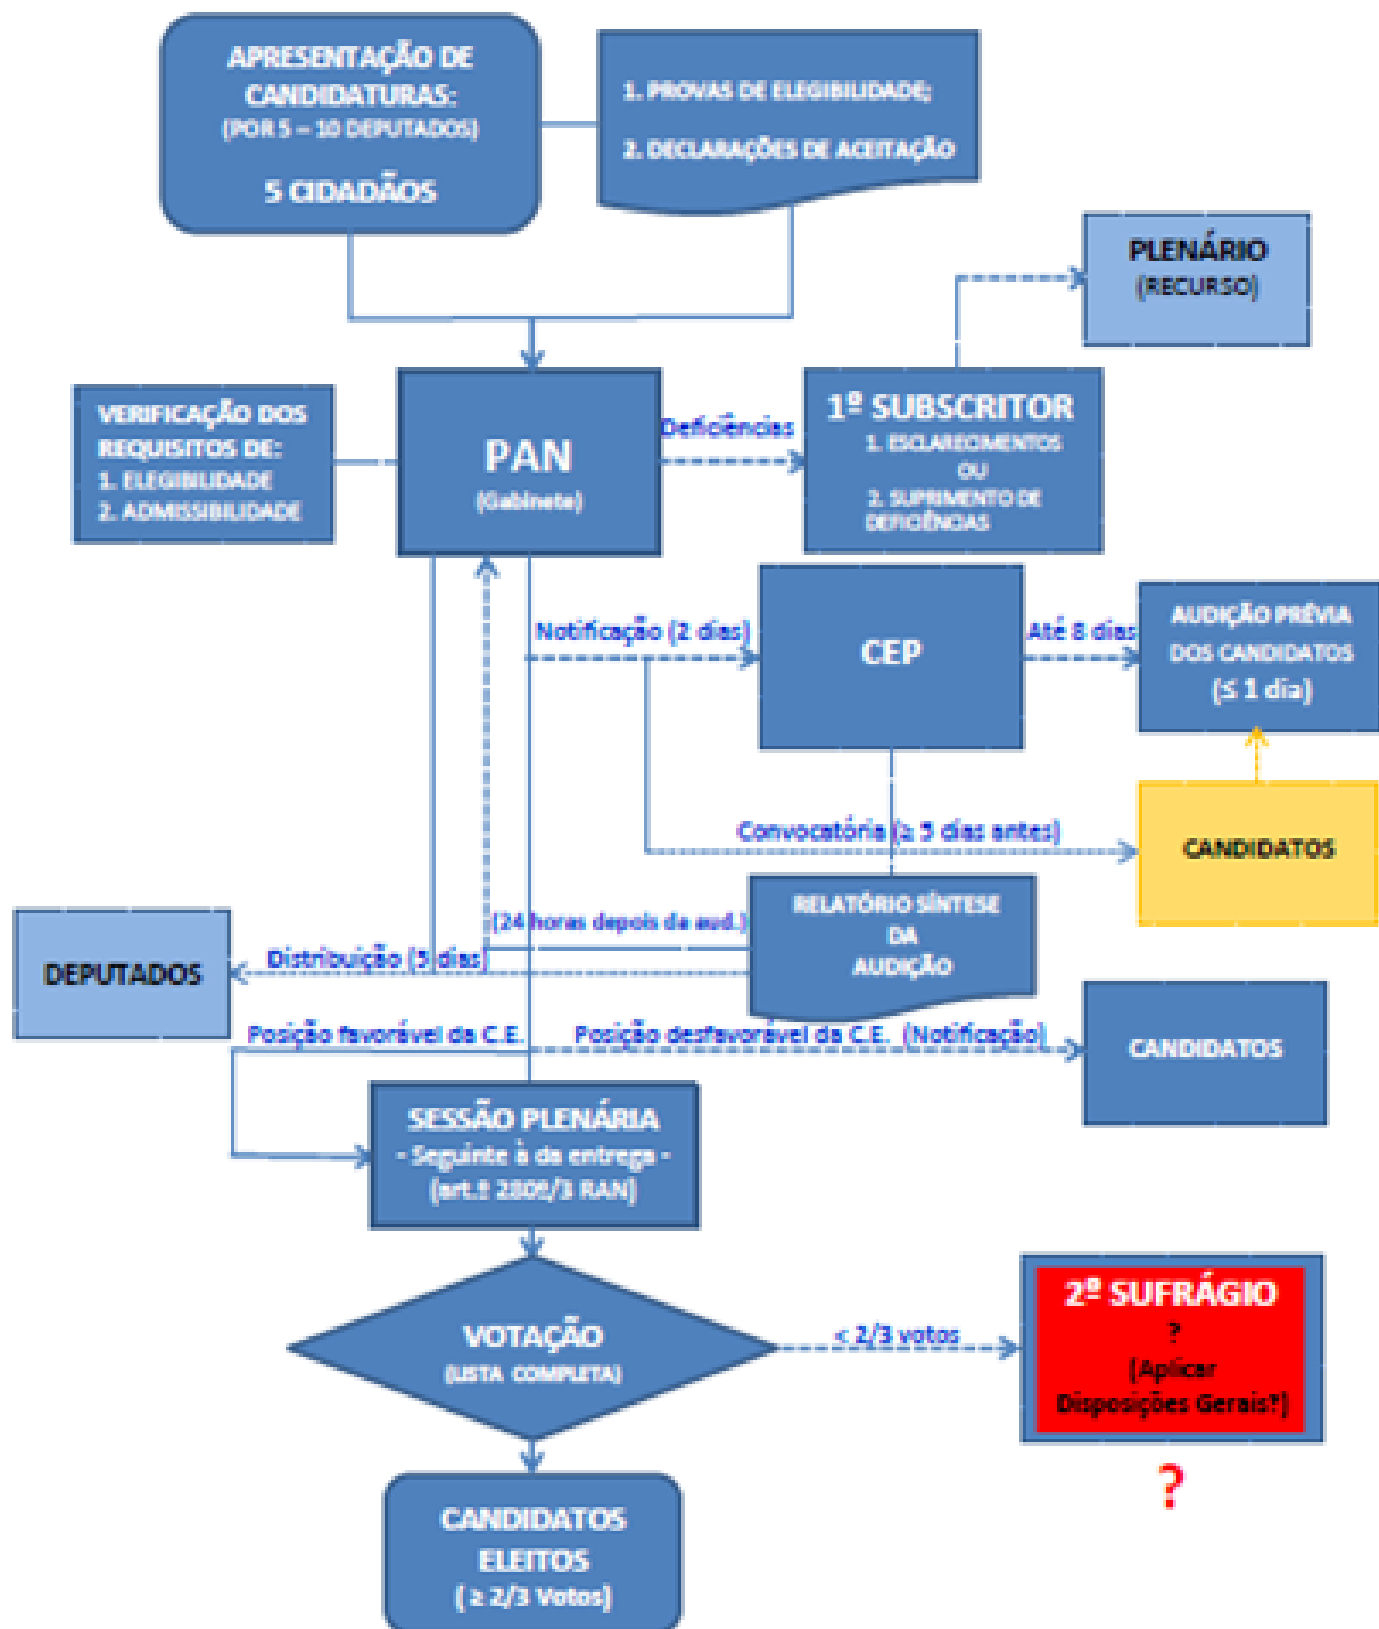 APRESENTAÇÃO DE
CANDIDATURAS:
(POR 5 – 10 DEPUTADOS)
5 CIDADÃOS
1. PROVAS DE ELEGIBILIDADE;
2. DECLARAÇÕES DE ACEITAÇÃO
PLENÁRIO
(RECURSO)
VERIFICAÇÃO DOS
REQUISITOS DE:
1. ELEGIBILIDADE
2. ADMISSIBILIDADE
PAN
(Gabinete)
Deficiências
1º SUBSCRITOR
1. ESCLARECIMENTOS
OU
2. SUPRIMENTO DE
DEFICIÊNCIAS
Notificação (2 dias)
CEP
Até 8 dias
AUDIÇÃO PRÉVIA
DOS CANDIDATOS
(≤ 1 dia)
Convocatória (≥ 5 dias antes)
CANDIDATOS
RELATÓRIO SÍNTESE
DA
AUDIÇÃO
(24 horas depois da aud.)
Distribuição (5 dias)
DEPUTADOS
Posição favorável da C.E.
Posição desfavorável da C.E. (Notificação)
CANDIDATOS
SESSÃO PLENÁRIA
- Seguinte à da entrega -
(art.º 280º/3 RAN)
VOTAÇÃO
(LISTA COMPLETA)
< 2/3 votos
2º SUFRÁGIO
?
(Aplicar
Disposições Gerais?)
?
CANDIDATOS
ELEITOS
( ≥ 2/3 Votos)